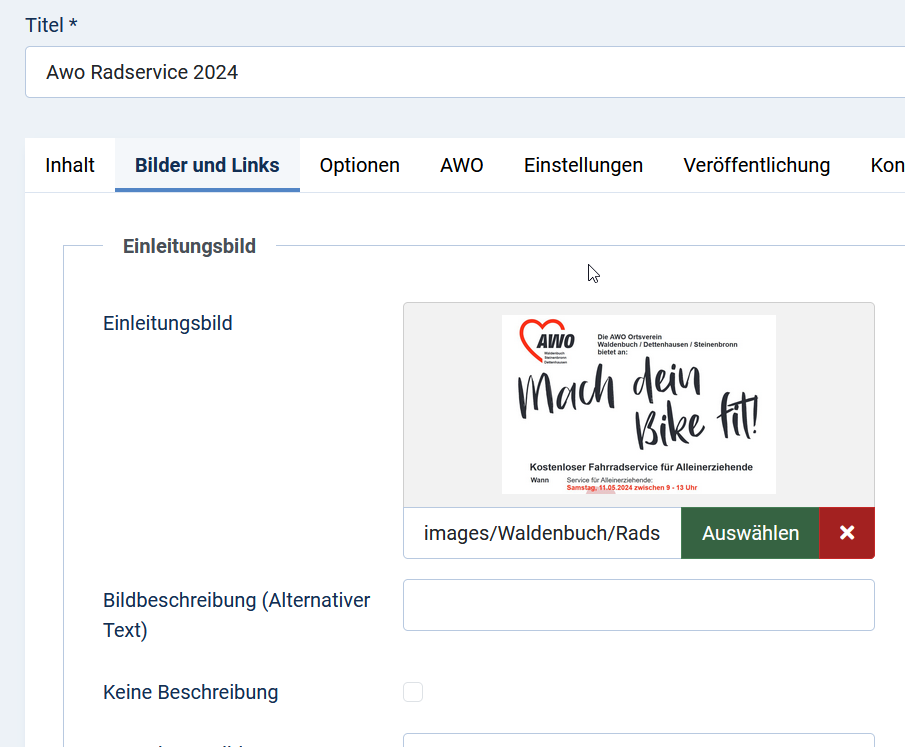 Titel *
Awo Radservice 2024
Inhalt
Bilder und Links
Optionen
AWO
Einstellungen
Veröffentlichung
Kon
Einleitungsbild
Einleitungsbild
AWO
Waldenbuch
Steinenbronn
Dettenhausen
Die AWO Ortsverein
Waldenbuch / Dettenhausen / Steinenbronn
bietet an:
Mach dein
Bike fit!
Kostenloser Fahrradservice für Alleinerziehende
Wann
Service für Alleinerziehende:
Samstag, 11.05.2024 zwischen 9 - 13 Uhr
images/Waldenbuch/Rads
Auswählen
Bildbeschreibung (Alternativer
Text)
Keine Beschreibung